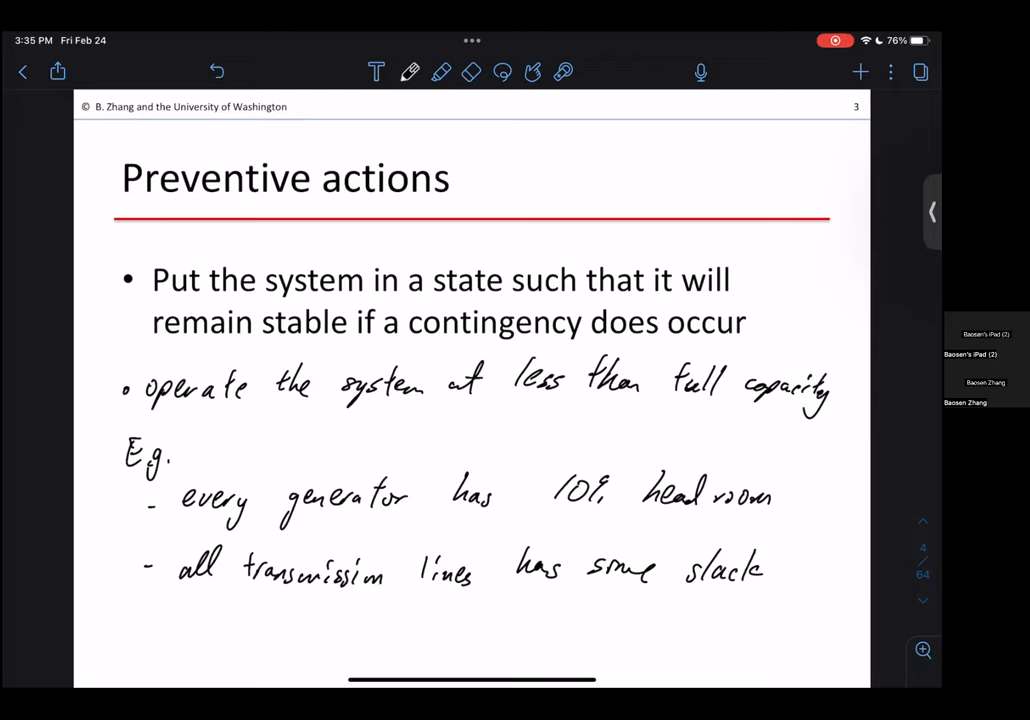 3:35 PM Fri Feb 24
76%
T
© B. Zhang and the University of Washington
3
Preventive actions
• Put the system in a state such that it will
remain stable if a contingency does occur
• operate the system at less than full capacity
Eg.
- every generator has 10% headroom
- all transmission lines has some slack
4
/
64
Baosen's iPad (2)
Baosen's iPad (2)
Baosen Zhang
Baosen Zhang